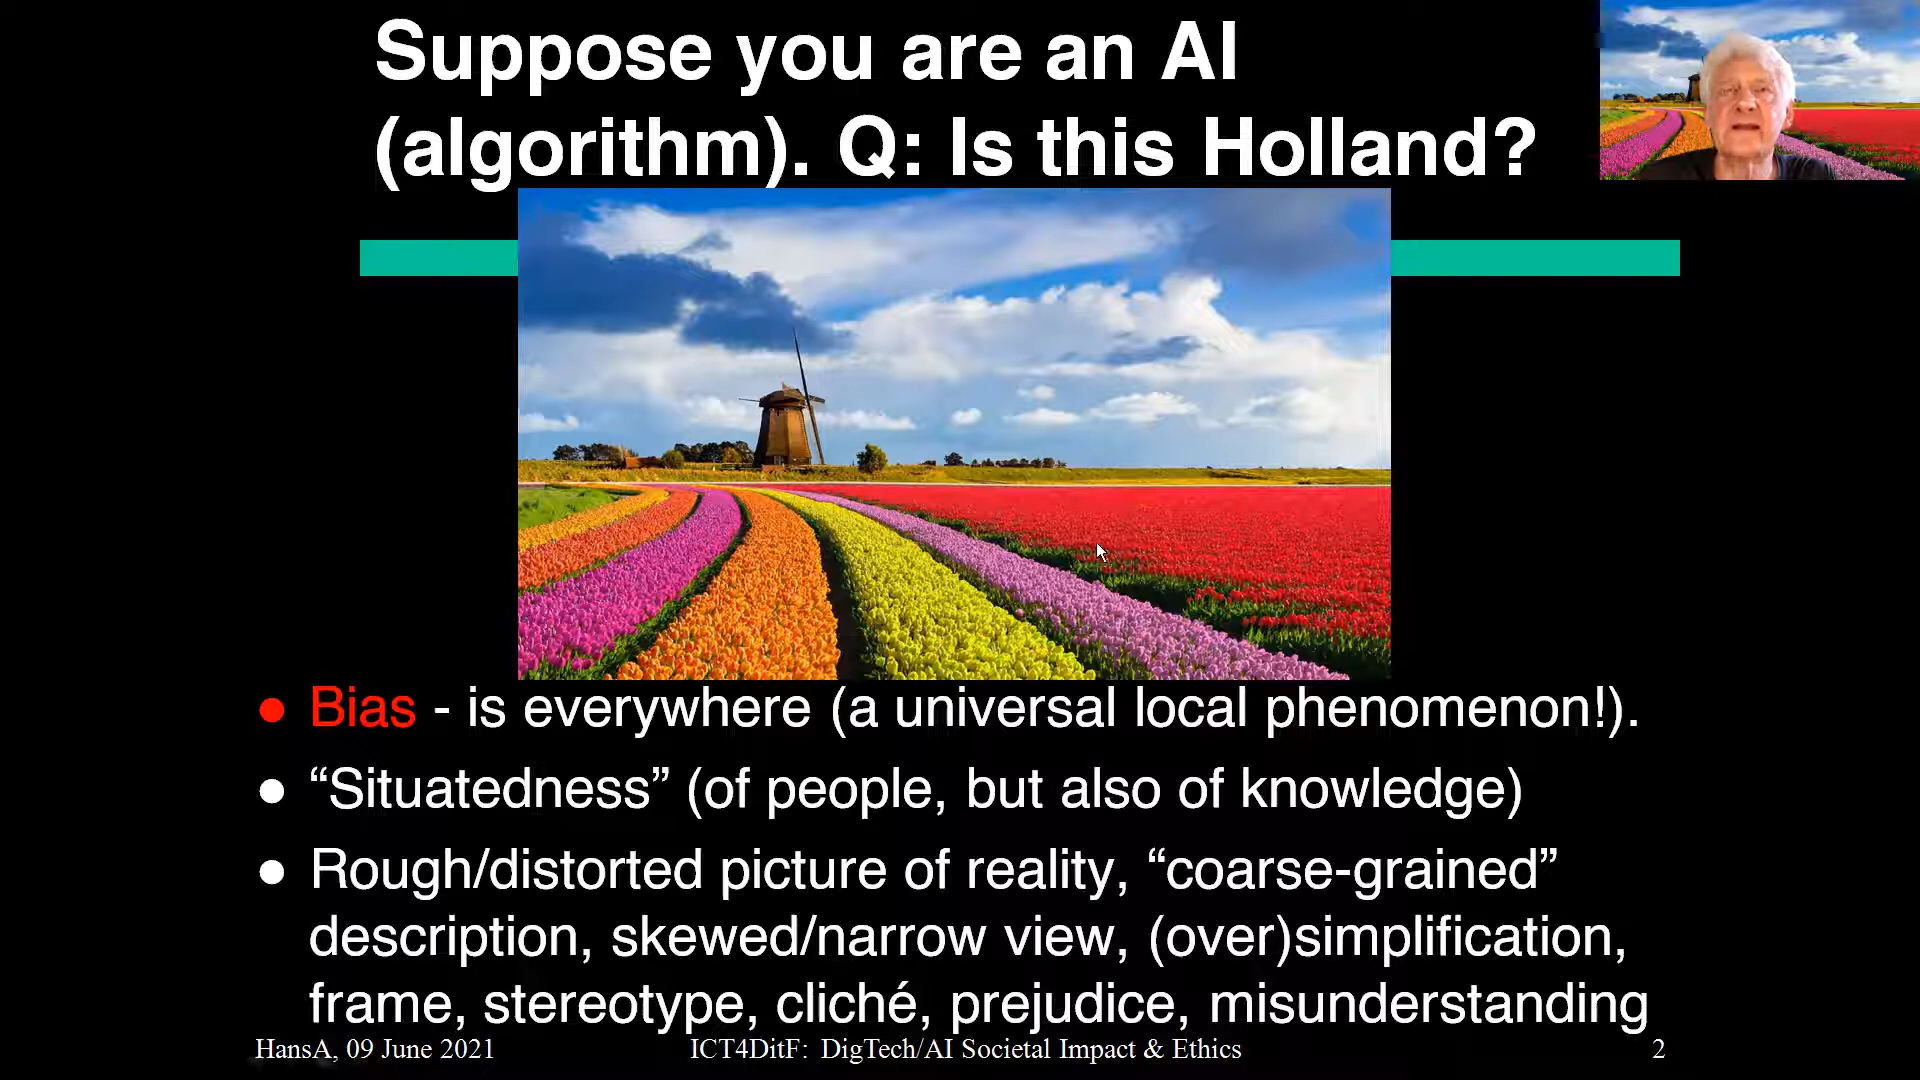 Suppose you are an AI
(algorithm). Q: Is this Holland?
● Bias - is everywhere (a universal local phenomenon!).
● “Situatedness” (of people, but also of knowledge)
● Rough/distorted picture of reality, “coarse-grained”
description, skewed/narrow view, (over)simplification,
frame, stereotype, cliché, prejudice, misunderstanding
HansA, 09 June 2021
ICT4DitF: DigTech/AI Societal Impact & Ethics
2